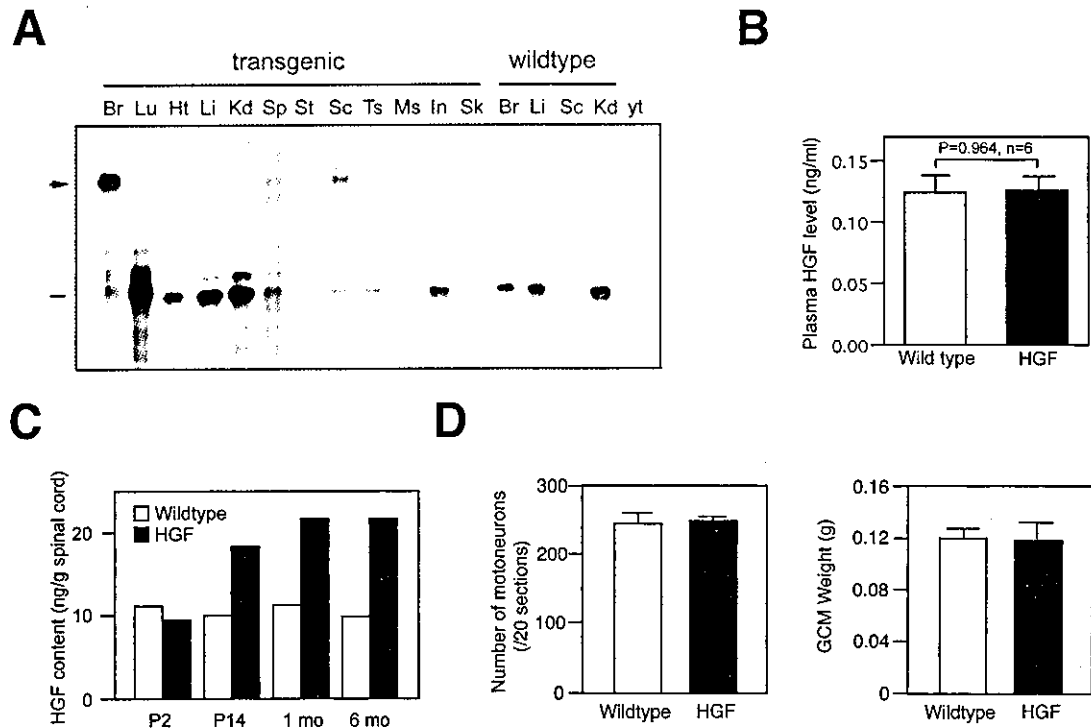 A
transgenic wildtype
Br Lu Ht Li Kd Sp St Sc Ts Ms In Sk Br Li Sc Kd yt
B
P=0.964, n=6
Plasma HGF level (ng/ml)
0.15
0.10
0.05
0.00
Wild type HGF
C
HGF content (ng/g spinal cord)
Wildtype
HGF
20
10
0
P2 P14 1 mo 6 mo
D
Number of motoneurons
(/20 sections)
300
200
100
0
Wildtype HGF
GCM Weight (g)
0.16
0.12
0.08
0.04
0
Wildtype HGF